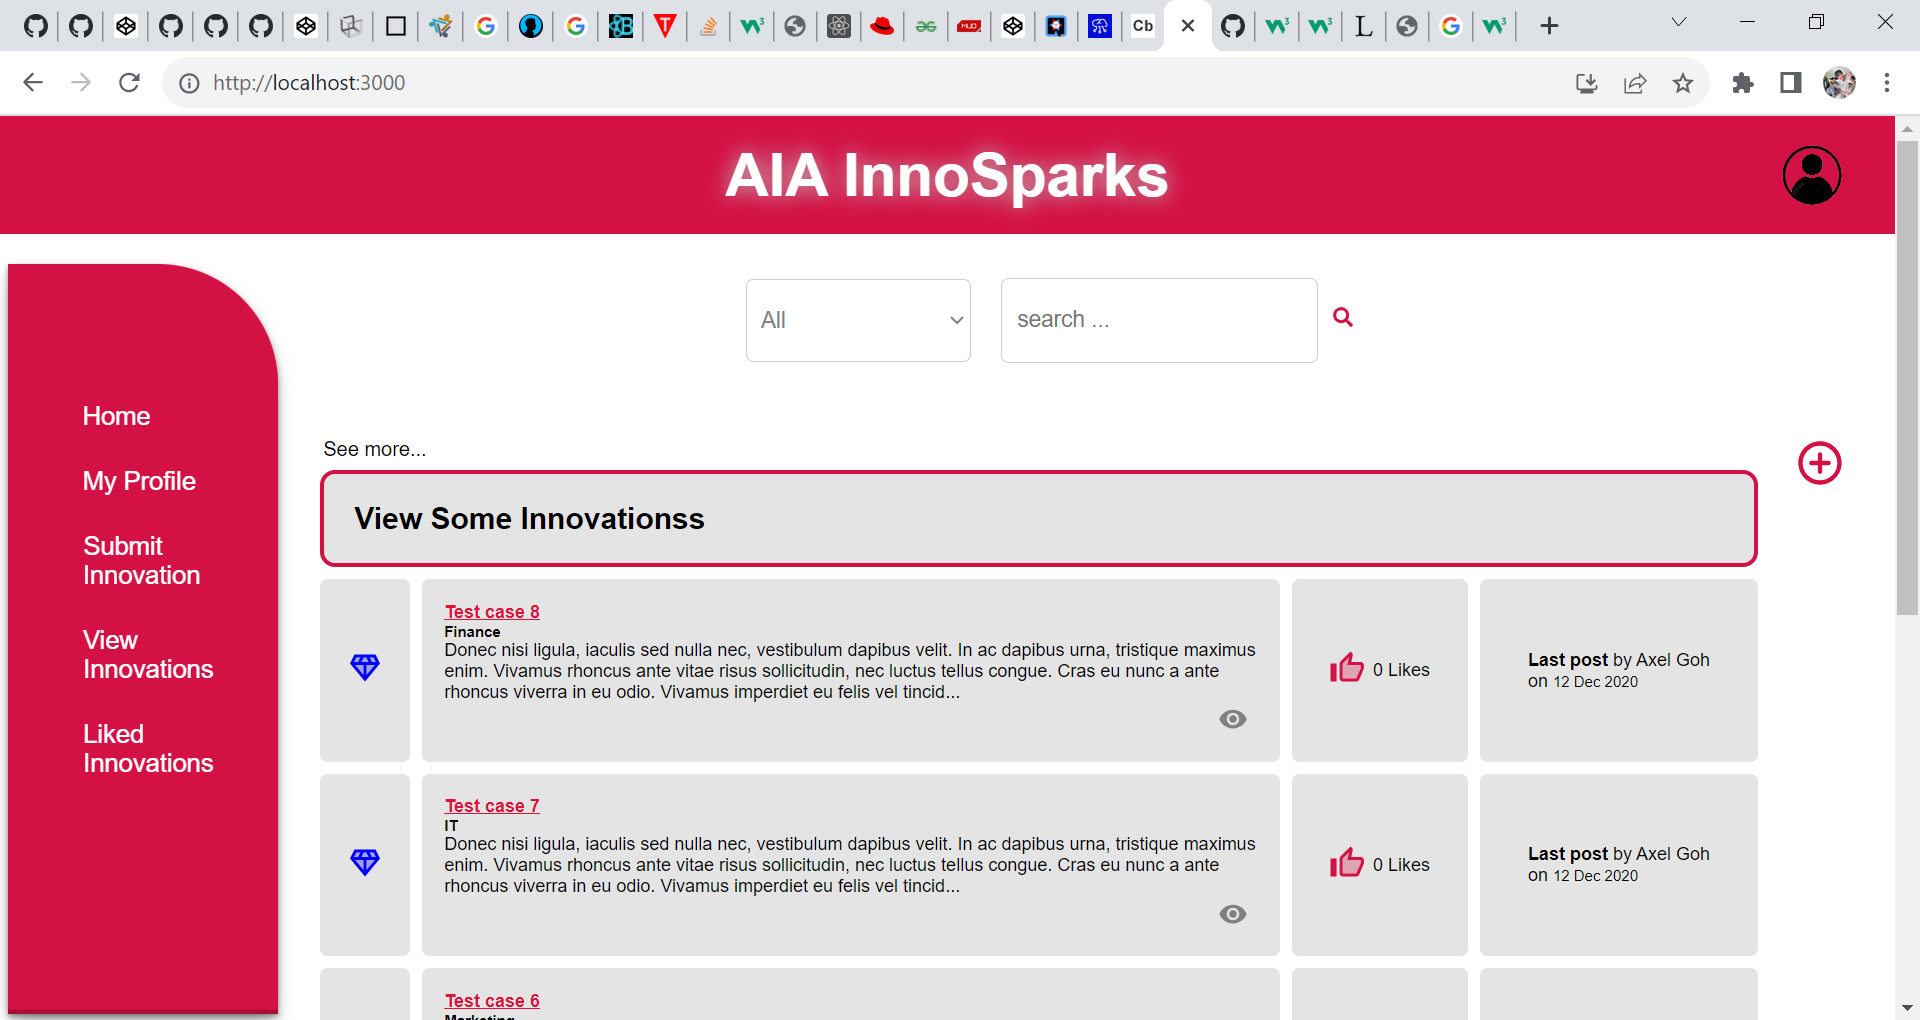 Cb
L
http://localhost:3000
AIA InnoSparks
All
search ...
Home
My Profile
Submit
Innovation
View
Innovations
Liked
Innovations
See more...
View Some Innovationss
Test case 8
Finance
Donec nisi ligula, iaculis sed nulla nec, vestibulum dapibus velit. In ac dapibus urna, tristique maximus
enim. Vivamus rhoncus ante vitae risus sollicitudin, nec luctus tellus congue. Cras eu nunc a ante
rhoncus viverra in eu odio. Vivamus imperdiet eu felis vel tincid...
0 Likes
Last post by Axel Goh
on 12 Dec 2020
Test case 7
IT
Donec nisi ligula, iaculis sed nulla nec, vestibulum dapibus velit. In ac dapibus urna, tristique maximus
enim. Vivamus rhoncus ante vitae risus sollicitudin, nec luctus tellus congue. Cras eu nunc a ante
rhoncus viverra in eu odio. Vivamus imperdiet eu felis vel tincid...
0 Likes
Last post by Axel Goh
on 12 Dec 2020
Test case 6
Marketing